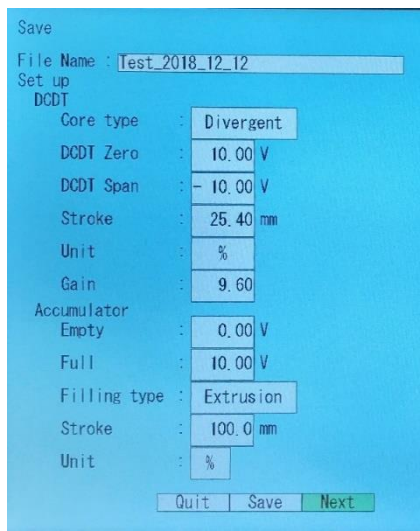 Save
File Name : Test_2018_12_12
Set up
DCDT
Core type : Divergent
DCDT Zero : 10.00 V
DCDT Span : - 10.00 V
Stroke : 25.40 mm
Unit : %
Gain : 9.60
Accumulator
Empty : 0.00 V
Full : 10.00 V
Filling type : Extrusion
Stroke : 100.0 mm
Unit : %
Quit Save Next